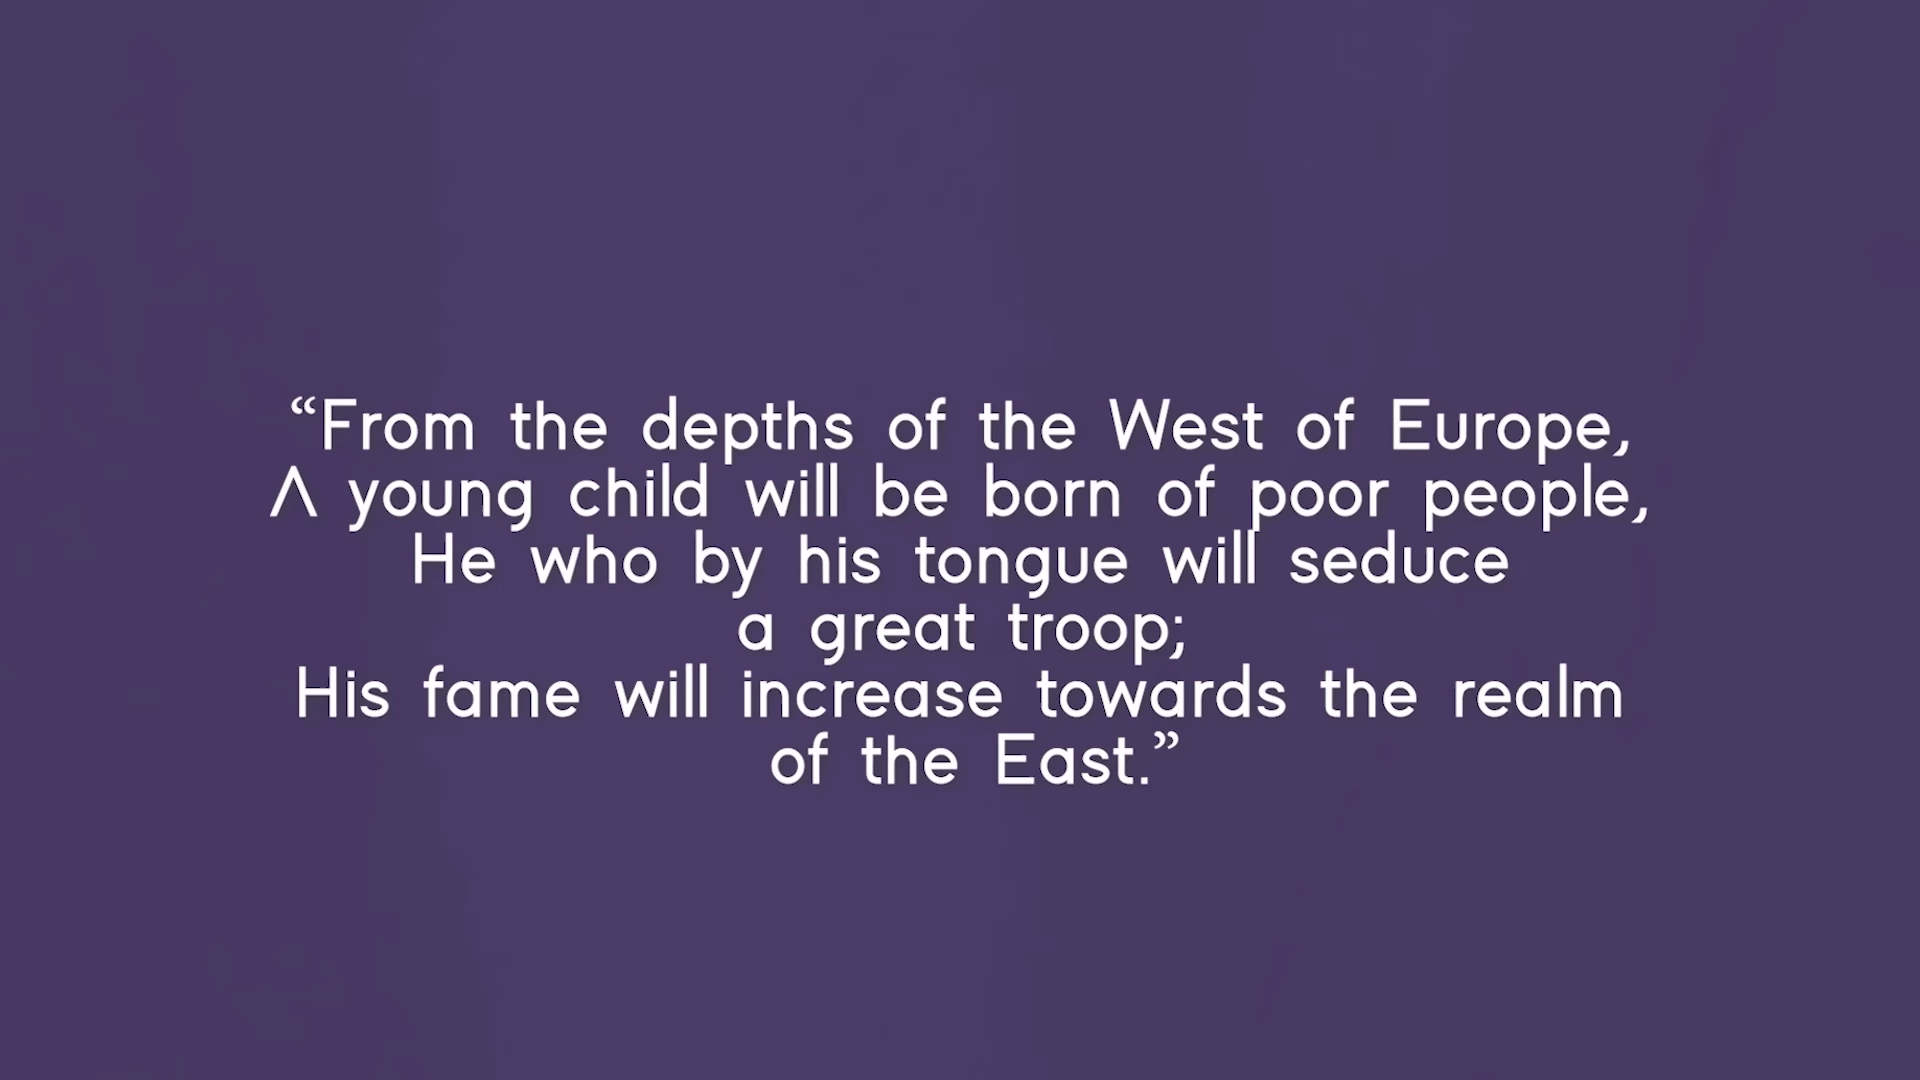 “From the depths of the West of Europe,
A young child will be born of poor people,
He who by his tongue will seduce
a great troop;
His fame will increase towards the realm
of the East.”